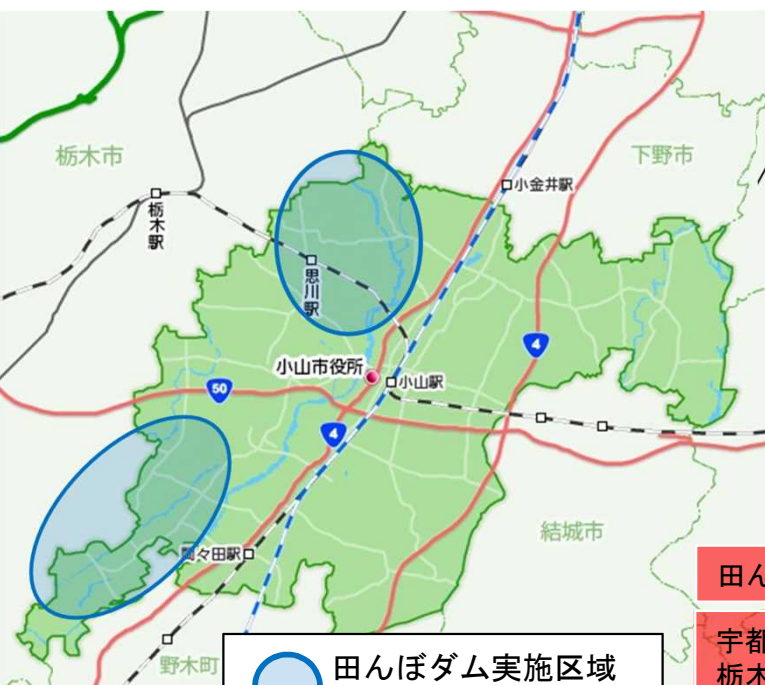 栃木市
下野市
小金井駅
栃木駅
思川駅
小山市役所
小山駅
4
50
4
結城市
々田駅
野木町
田んぼダム実施区域
田ん
宇都
栃木